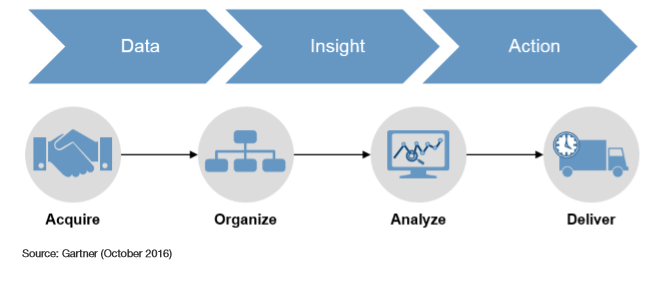 Data Insight Action
Acquire Organize Analyze Deliver
Source: Gartner (October 2016)